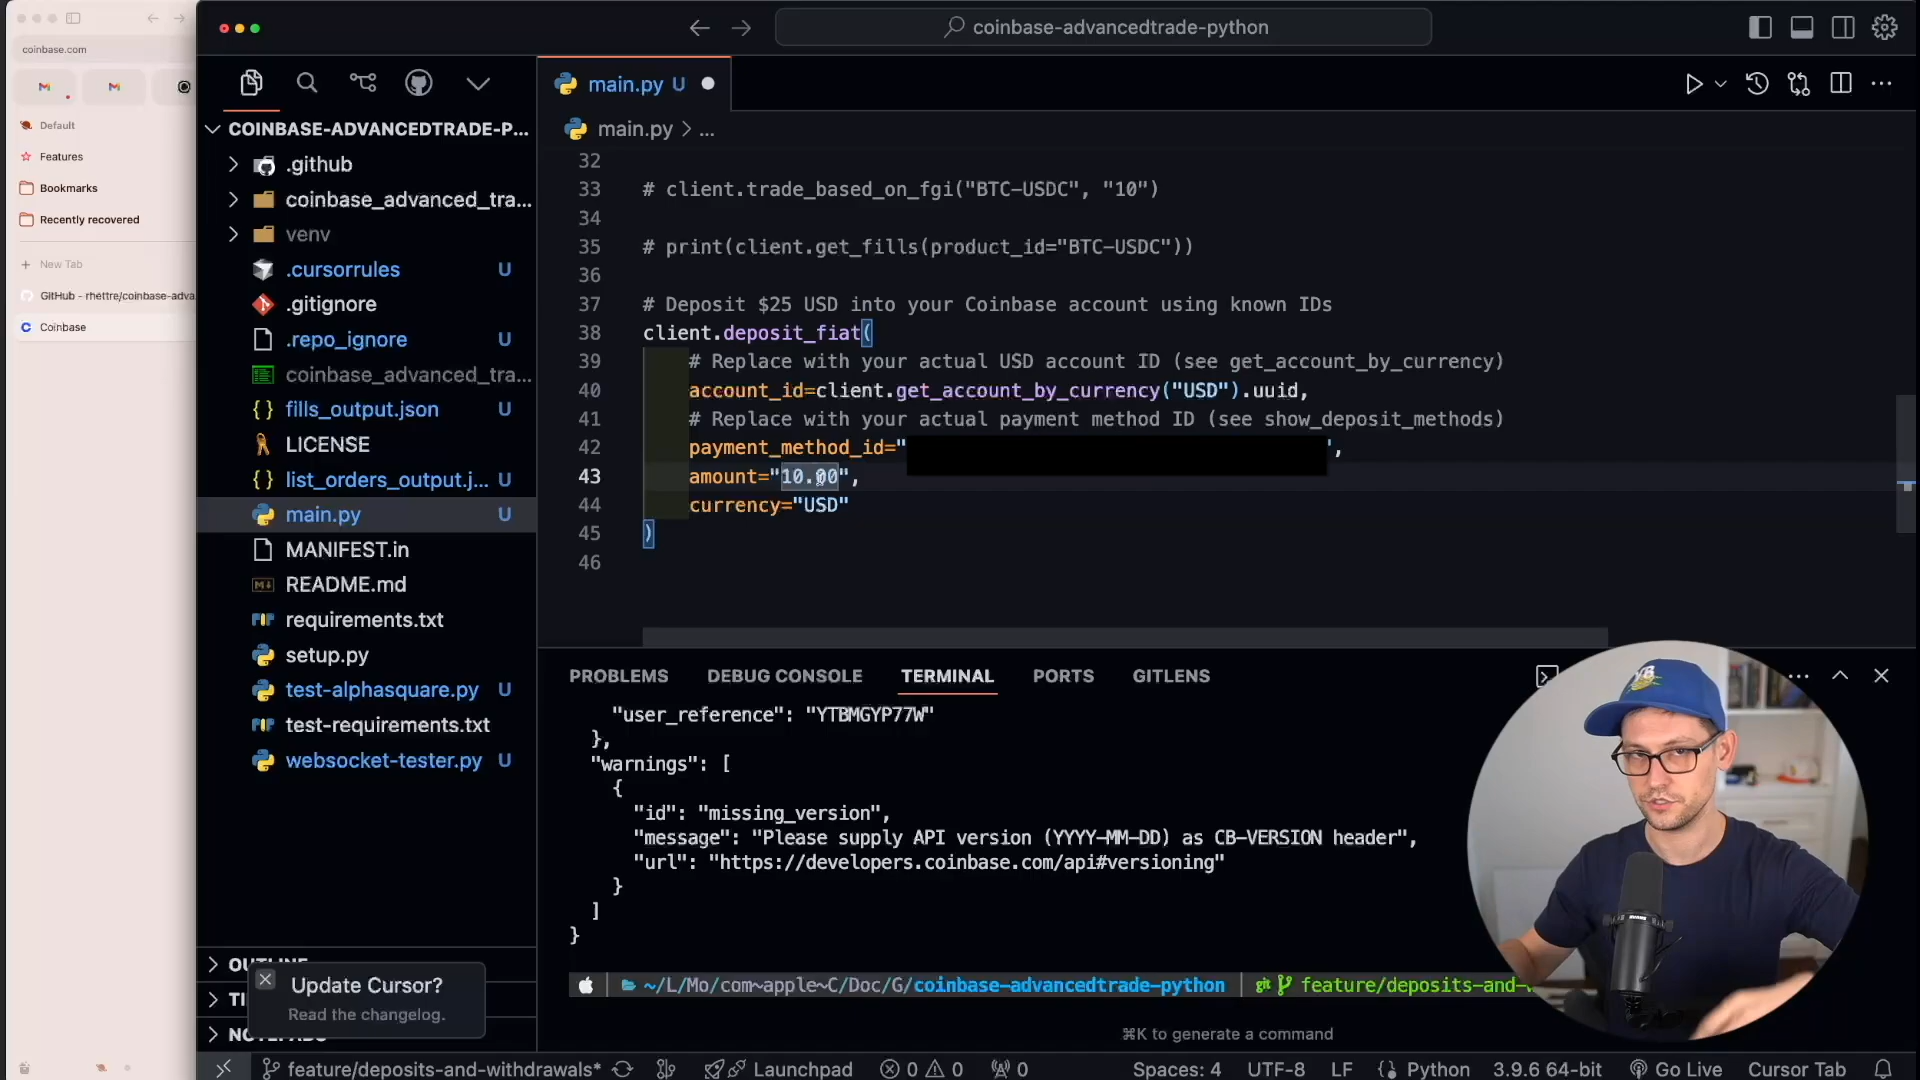 coinbase.com
Default
Features
Bookmarks
Recently recovered
+ New Tab
GitHub - rhettre/coinbase-adva
Coinbase
coinbase-advancedtrade-python
COINBASE-ADVANCEDTRADE-P...
.github
coinbase_advanced_tra...
venv
.cursorrules U
.gitignore
.repo_ignore U
coinbase_advanced_tra...
fills_output.json U
LICENSE
list_orders_output.j... U
main.py U
MANIFEST.in
README.md
requirements.txt
setup.py
test-alphasquare.py U
test-requirements.txt
websocket-tester.py U
main.py U
main.py > ...
32
33 # client.trade_based_on_fgi("BTC-USDC", "10")
34
35 # print(client.get_fills(product_id="BTC-USDC"))
36
37 # Deposit $25 USD into your Coinbase account using known IDs
38 client.deposit_fiat(
39 # Replace with your actual USD account ID (see get_account_by_currency)
40 account_id=client.get_account_by_currency("USD").uuid,
41 # Replace with your actual payment method ID (see show_deposit_methods)
42 payment_method_id=" ",
43 amount="10.00",
44 currency="USD"
45 )
46
PROBLEMS DEBUG CONSOLE TERMINAL PORTS GITLENS
"user_reference": "YTBMGYP77W"
},
"warnings": [
{
"id": "missing_version",
"message": "Please supply API version (YYYY-MM-DD) as CB-VERSION header",
"url": "https://developers.coinbase.com/api#versioning"
}
]
}
~/L/Mo/com~apple~C/Doc/G/coinbase-advancedtrade-python git feature/deposits-and-w
⌘K to generate a command
Update Cursor?
Read the changelog.
feature/deposits-and-withdrawals* Launchpad 0 0 0 Spaces: 4 UTF-8 LF Python 3.9.6 64-bit Go Live Cursor Tab